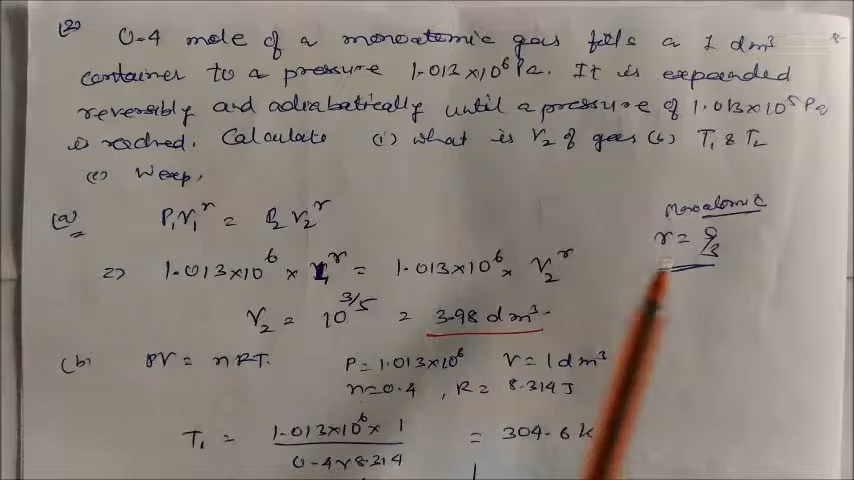 (2) 0.4 mole of a monoatomic gas fills a 1 dm³
container to a pressure 1.013×10⁶ Pa. It is expanded
reversibly and adiabatically until a pressure of 1.013×10⁵ Pa
is reached. Calculate (i) what is V₂ of gas (b) T₁ & T₂
(c) Wexp.
(a) P₁V₁^r = P₂V₂^r
Monoatomic
r = 5/3
=) 1.013×10⁶ × 1^r = 1.013×10⁶ × V₂^r
V₂ = 10^3/5 = 3.98 dm³.
(b) PV = nRT. P = 1.013×10⁶ V = 1 dm³
n=0.4, R = 8.314 J
T₁ = 1.013×10⁶ × 1 / 0.4×8.314 = 304.6 K